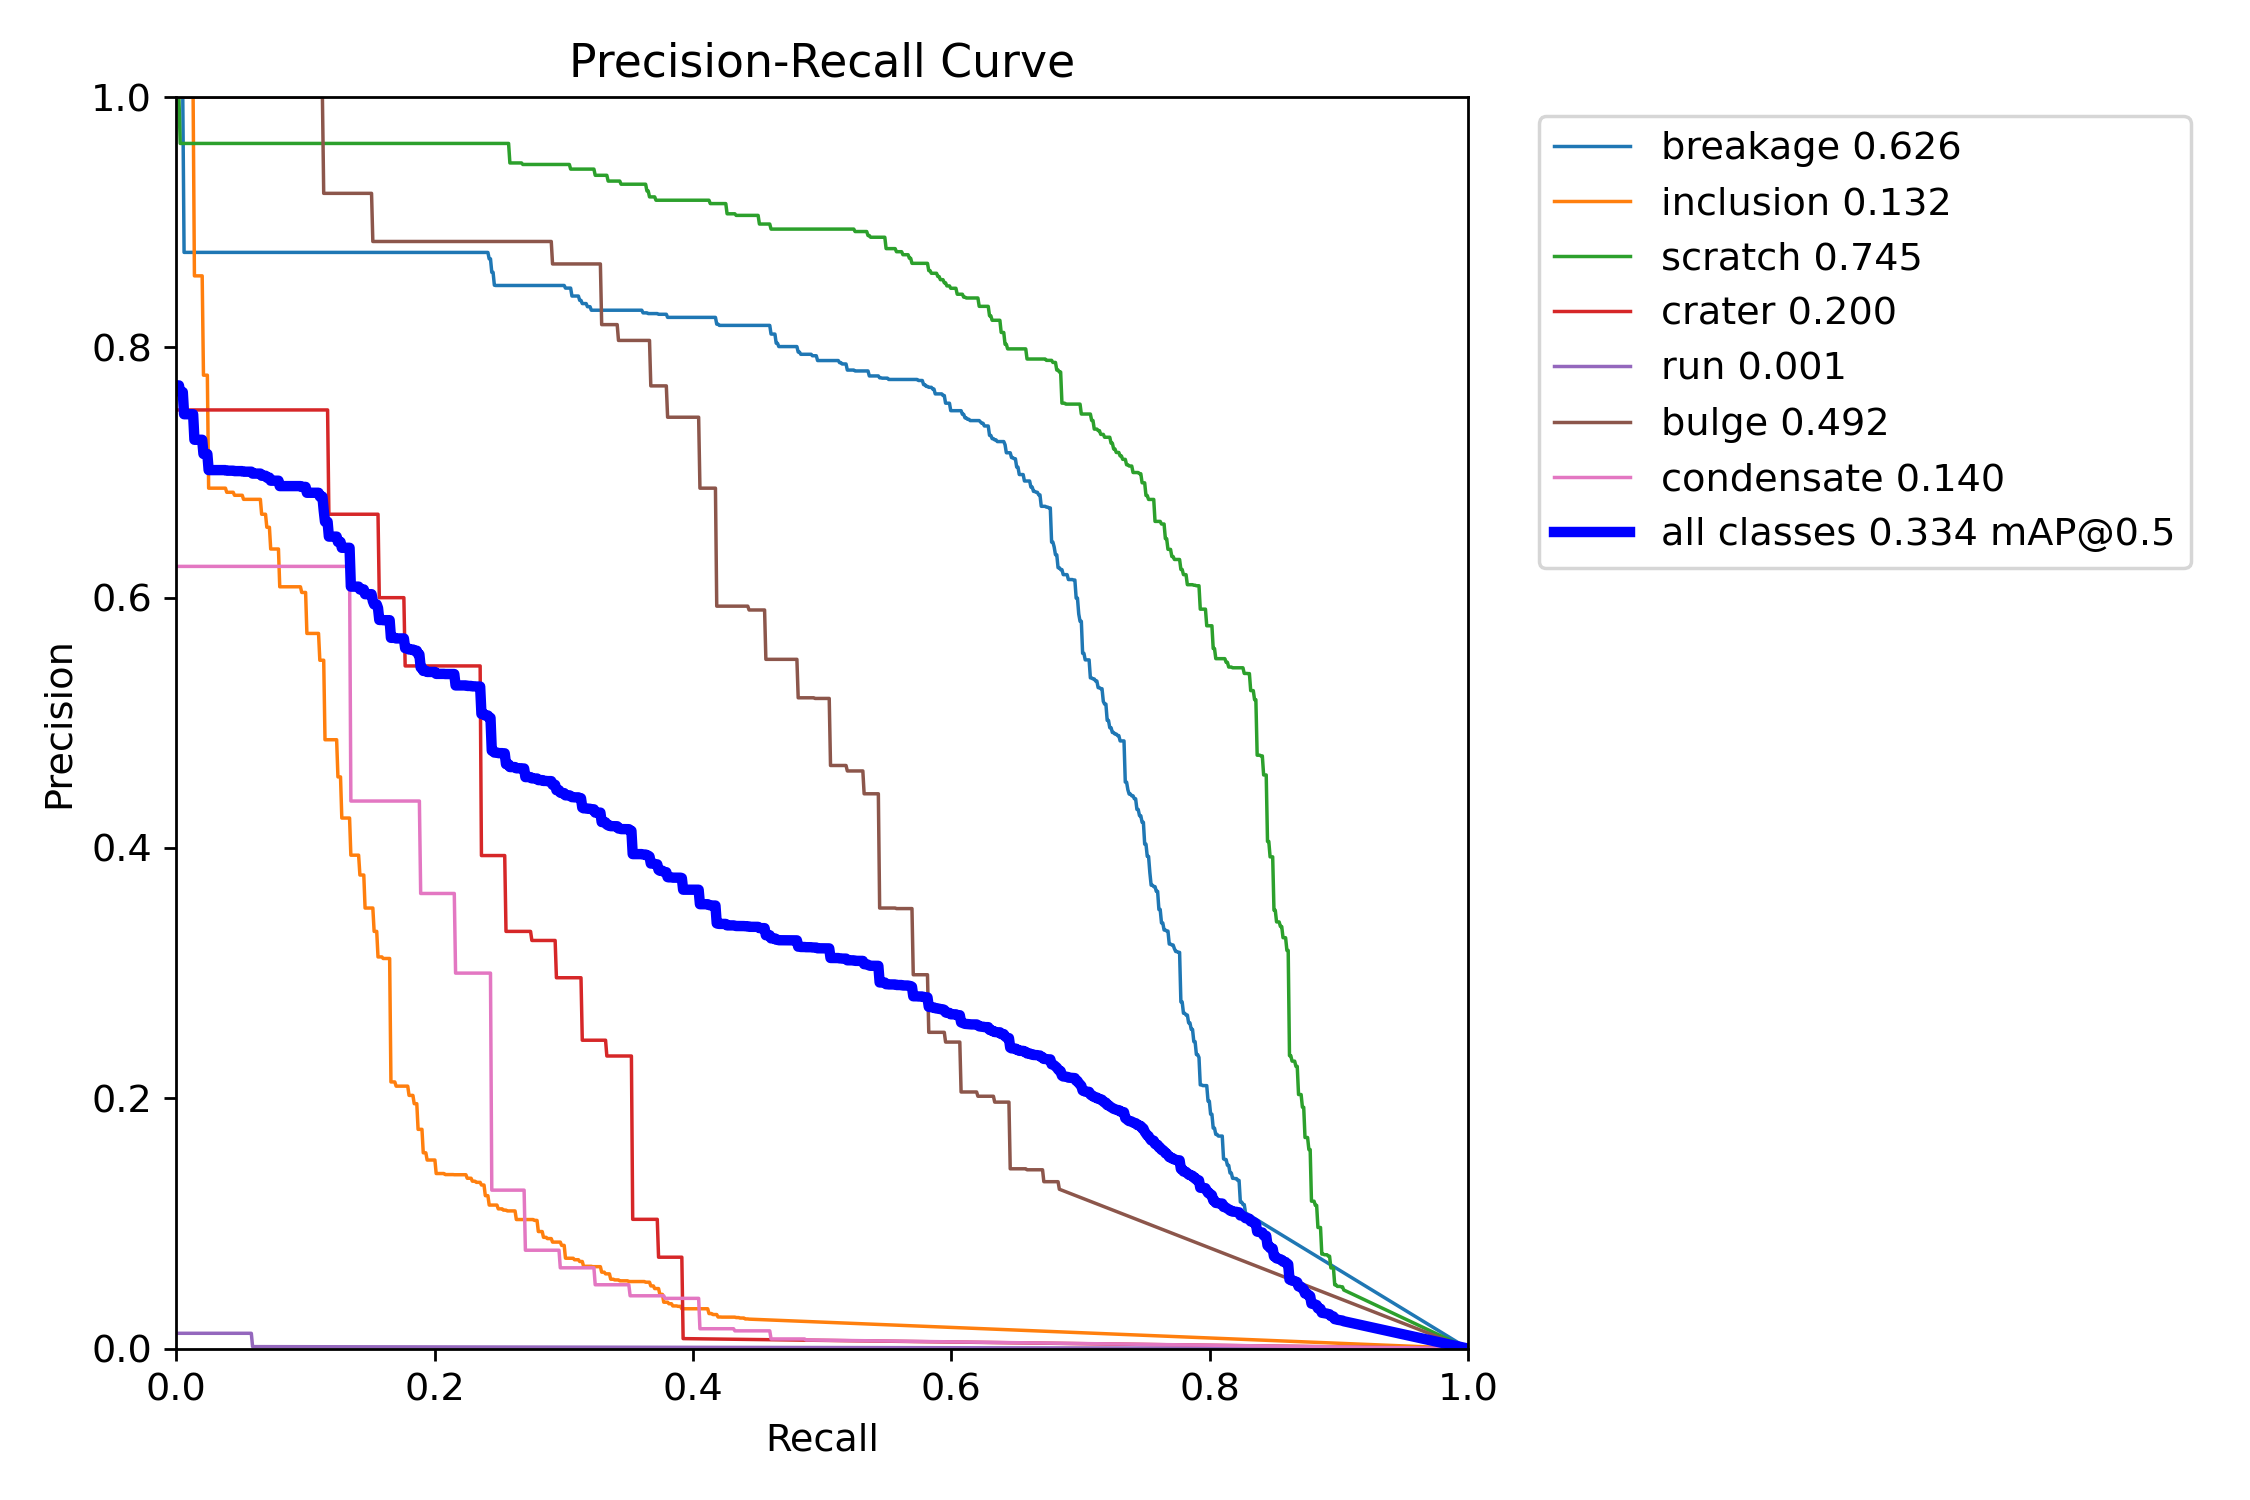 Precision-Recall Curve
1.0
0.8
0.6
0.4
0.2
0.0
Precision
0.0 0.2 0.4 0.6 0.8 1.0
Recall
breakage 0.626
inclusion 0.132
scratch 0.745
crater 0.200
run 0.001
bulge 0.492
condensate 0.140
all classes 0.334 mAP@0.5